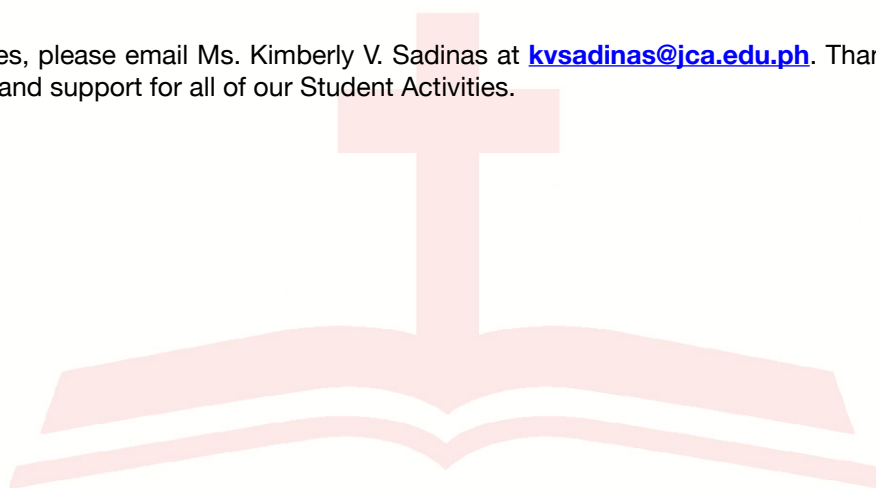 es, please email Ms. Kimberly V. Sadinas at kvsadinas@jca.edu.ph. Than
and support for all of our Student Activities.